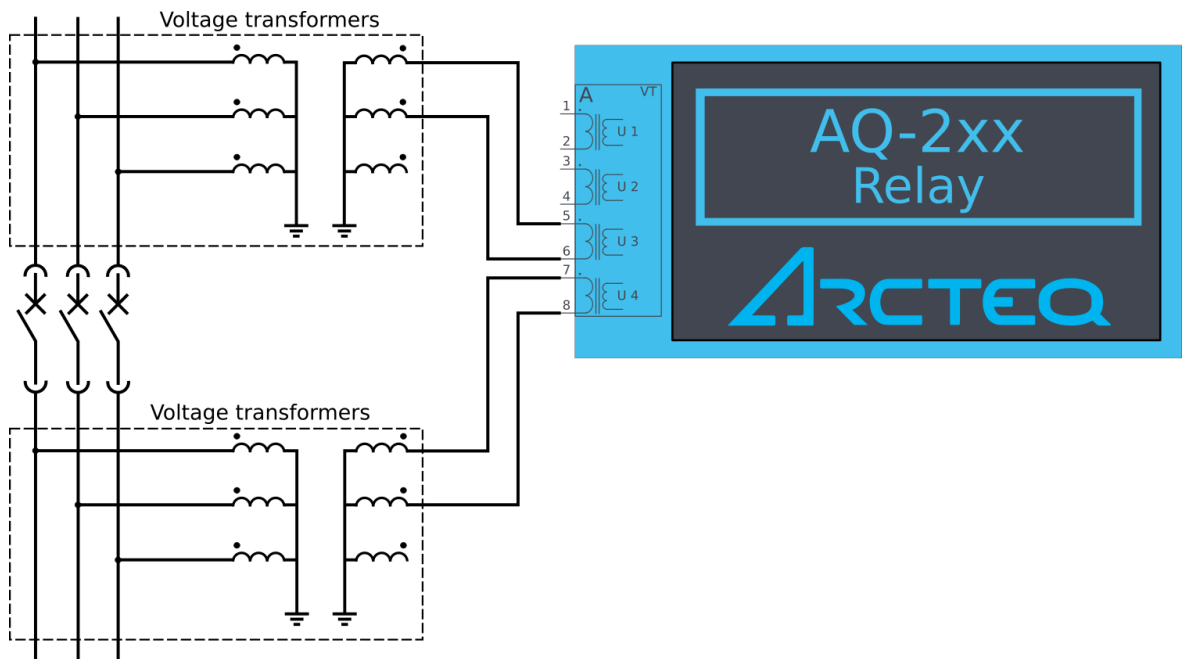 Voltage transformers
A
VT
1
U 1
2
3
U 2
4
5
U 3
6
7
U 4
8
AQ-2xx
Relay
ARCTEQ
Voltage transformers